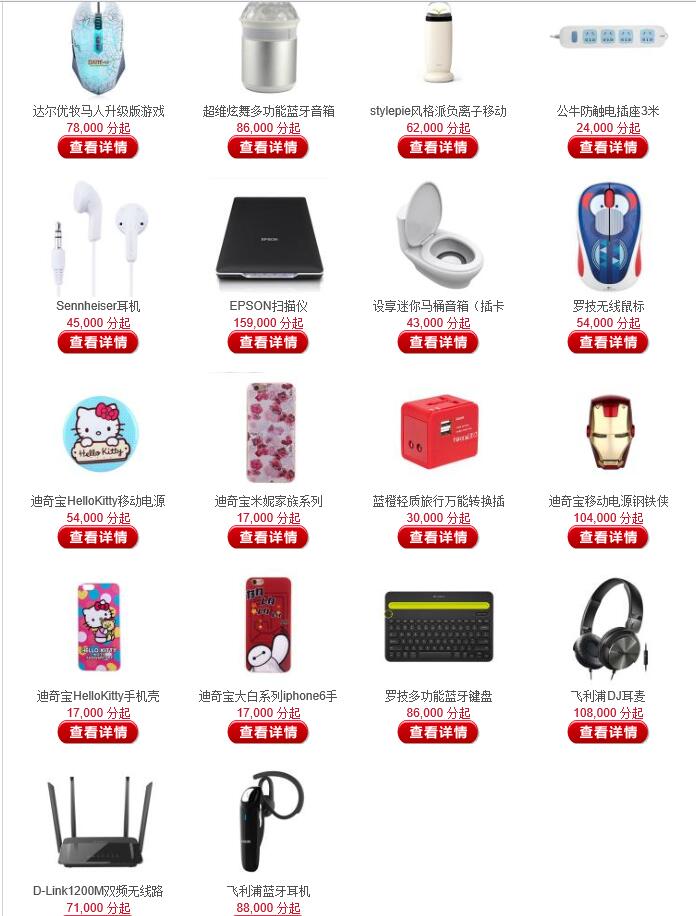 达尔优牧马人升级版游戏
超维炫舞多功能蓝牙音箱
stylepie风格派负离子移动
公牛防触电插座3米
78,000 分起
86,000 分起
62,000 分起
24,000 分起
查看详情
查看详情
查看详情
查看详情
EPSON
Sennheiser耳机
EPSON扫描仪
设享迷你马桶音箱（插卡
罗技无线鼠标
45,000 分起
159,000 分起
43,000 分起
54,000 分起
查看详情
查看详情
查看详情
查看详情
Hello Kitty
迪奇宝HelloKitty移动电源
迪奇宝米妮家族系列
蓝橙轻质旅行万能转换插
迪奇宝移动电源钢铁侠
54,000 分起
17,000 分起
30,000 分起
104,000 分起
查看详情
查看详情
查看详情
查看详情
HELLO KITTY
迪奇宝HelloKitty手机壳
迪奇宝大白系列iphone6手
罗技多功能蓝牙键盘
飞利浦DJ耳麦
17,000 分起
17,000 分起
86,000 分起
108,000 分起
查看详情
查看详情
查看详情
查看详情
D-Link1200M双频无线路
飞利浦蓝牙耳机
71,000 分起
88,000 分起